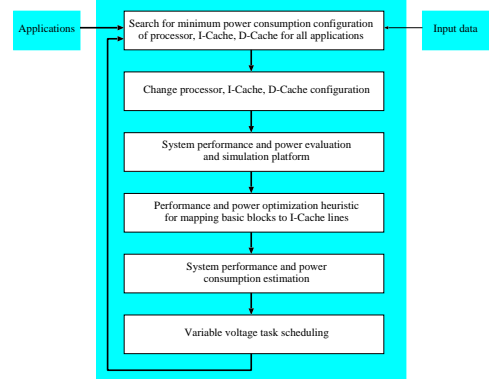 Applications
Search for minimum power consumption configuration
of processor, I-Cache, D-Cache for all applications
Input data
Change processor, I-Cache, D-Cache configuration
System performance and power evaluation
and simulation platform
Performance and power optimization heuristic
for mapping basic blocks to I-Cache lines
System performance and power
consumption estimation
Variable voltage task scheduling